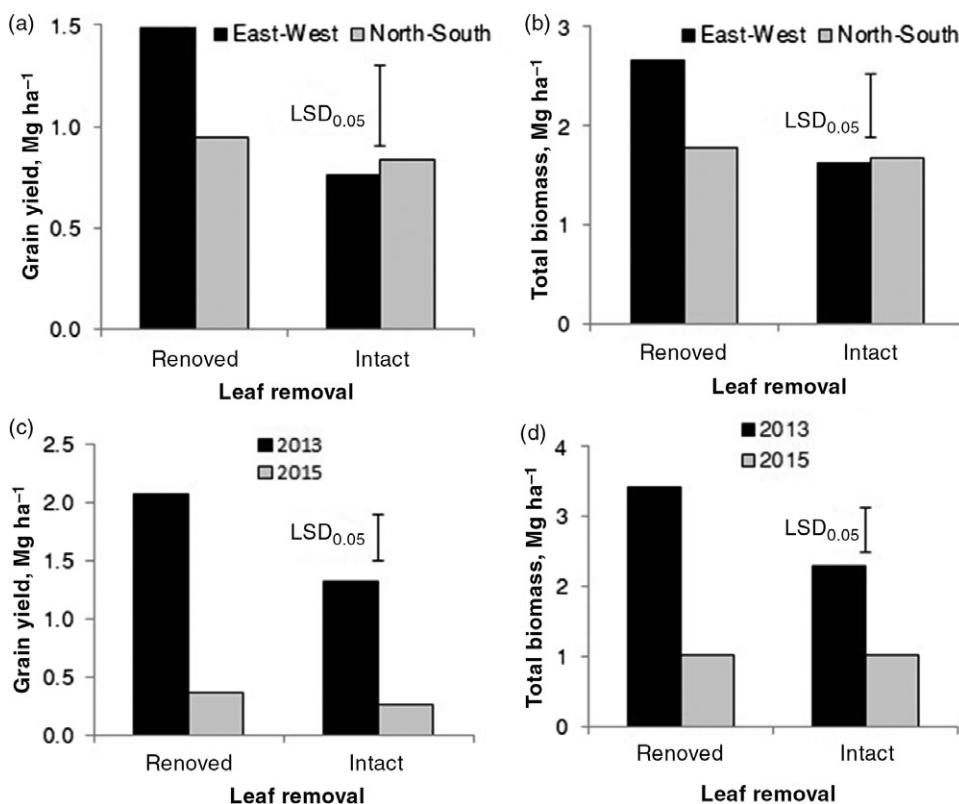 (a)
Grain yield, Mg ha⁻¹
1.5
1.0
0.5
0.0
East-West North-South
LSD0.05
Renoved Intact
Leaf removal
(b)
Total biomass, Mg ha⁻¹
3
2
1
0
East-West North-South
LSD0.05
Renoved Intact
Leaf removal
(c)
Grain yield, Mg ha⁻¹
2.5
2.0
1.5
1.0
0.5
0.0
2013
2015
LSD0.05
Renoved Intact
Leaf removal
(d)
Total biomass, Mg ha⁻¹
4
3
2
1
0
2013
2015
LSD0.05
Renoved Intact
Leaf removal